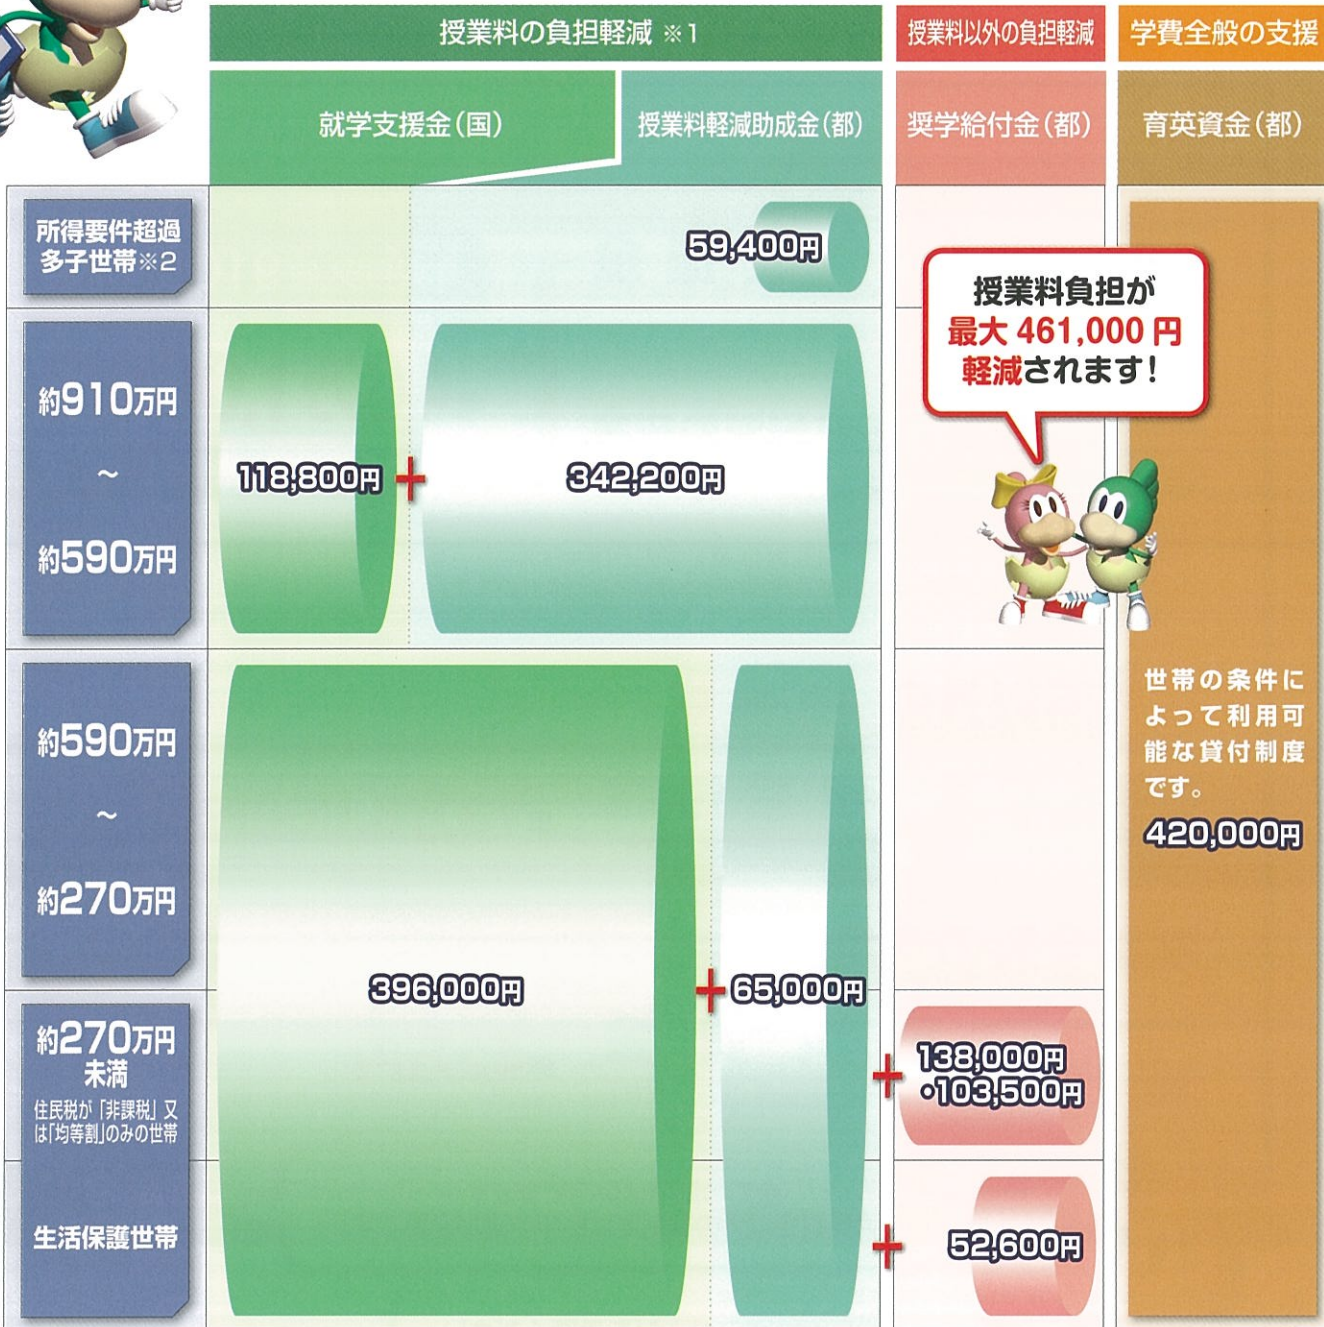 授業料の負担軽減 ※1
授業料以外の負担軽減
学費全般の支援
就学支援金(国)
授業料軽減助成金(都)
奨学給付金(都)
育英資金(都)
所得要件超過
多子世帯※2
59,400円
授業料負担が
最大 461,000 円
軽減されます!
約910万円
~
約590万円
118,800円
+
342,200円
約590万円
~
約270万円
396,000円
+
65,000円
世帯の条件に
よって利用可
能な貸付制度
です。
420,000円
約270万円
未満
住民税が「非課税」又
は「均等割」のみの世帯
+
138,000円
・103,500円
生活保護世帯
+
52,600円